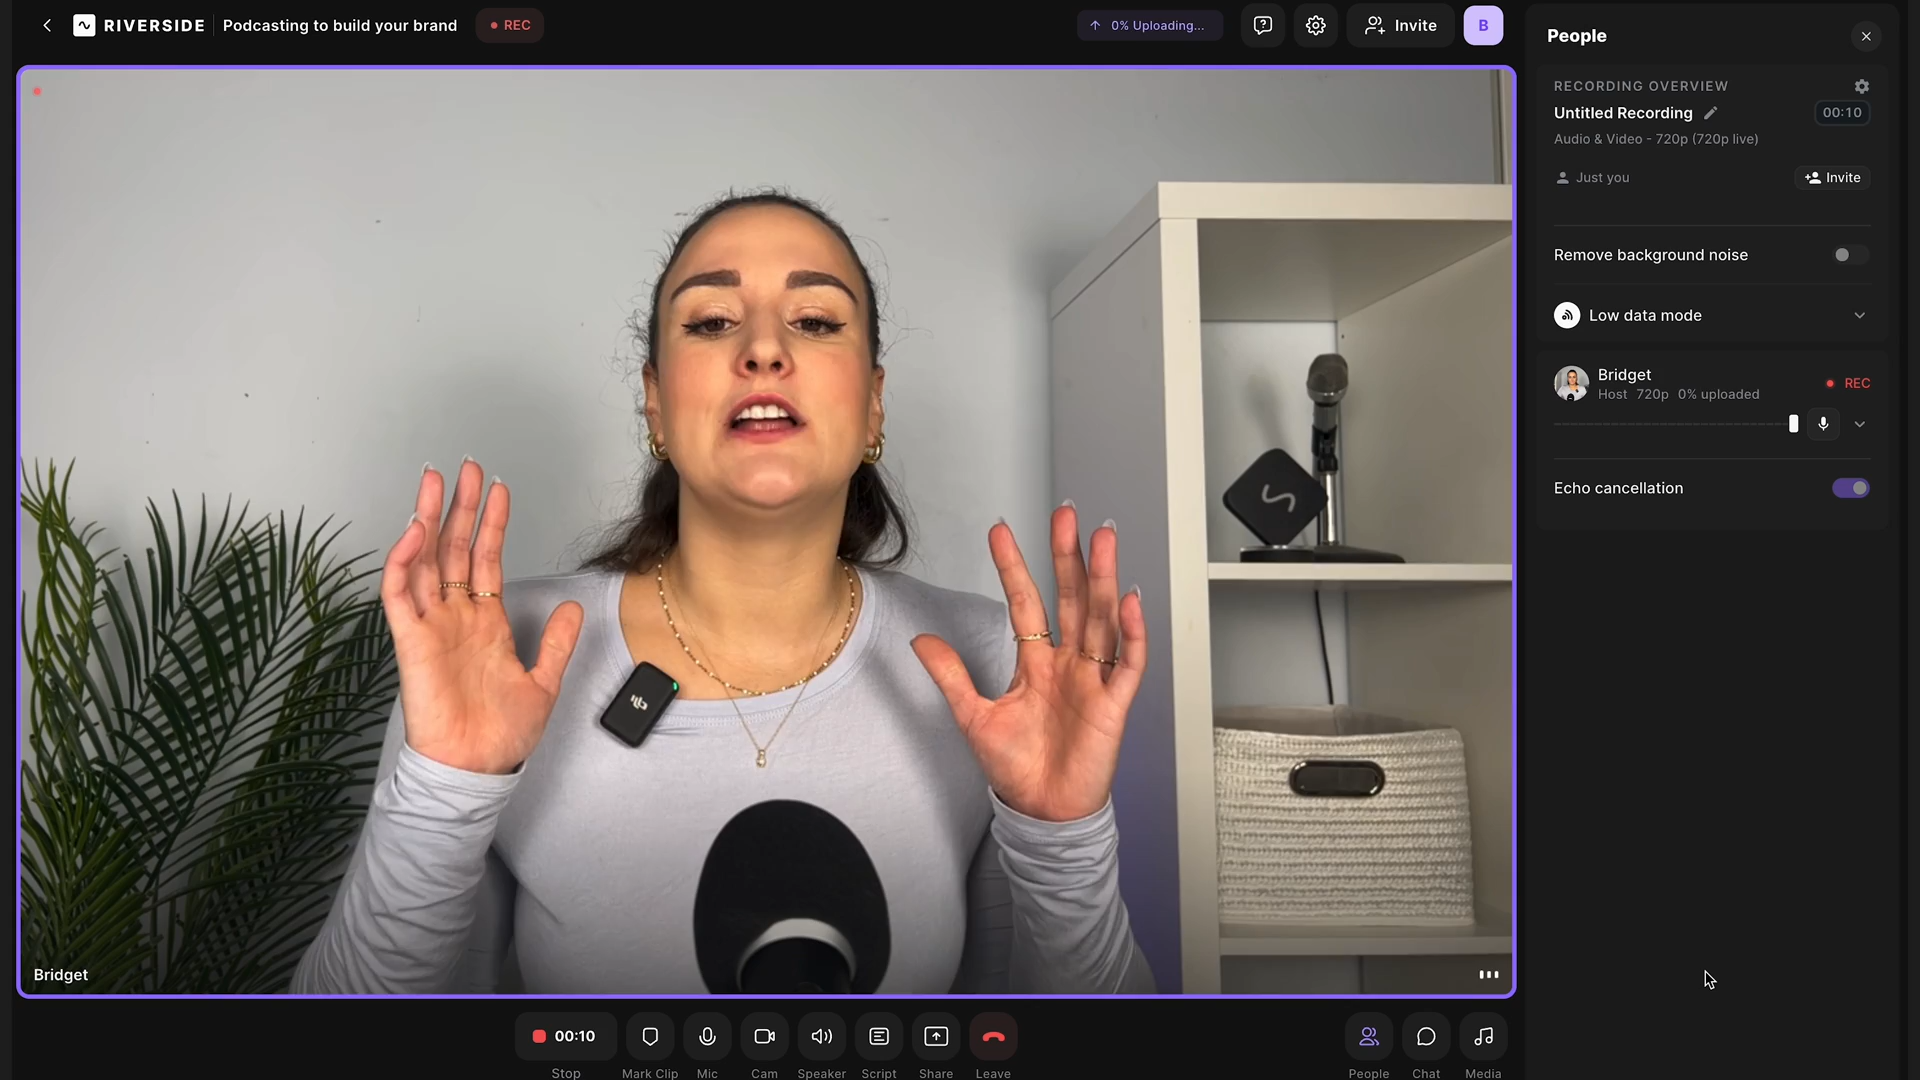 RIVERSIDE
Podcasting to build your brand
REC
0% Uploading...
Invite
B
People
RECORDING OVERVIEW
Untitled Recording
00:10
Audio & Video - 720p (720p live)
Just you
Invite
Remove background noise
Low data mode
Bridget
Host 720p 0% uploaded
REC
Echo cancellation
Bridget
00:10
Stop
Mark Clip
Mic
Cam
Speaker
Script
Share
Leave
People
Chat
Media